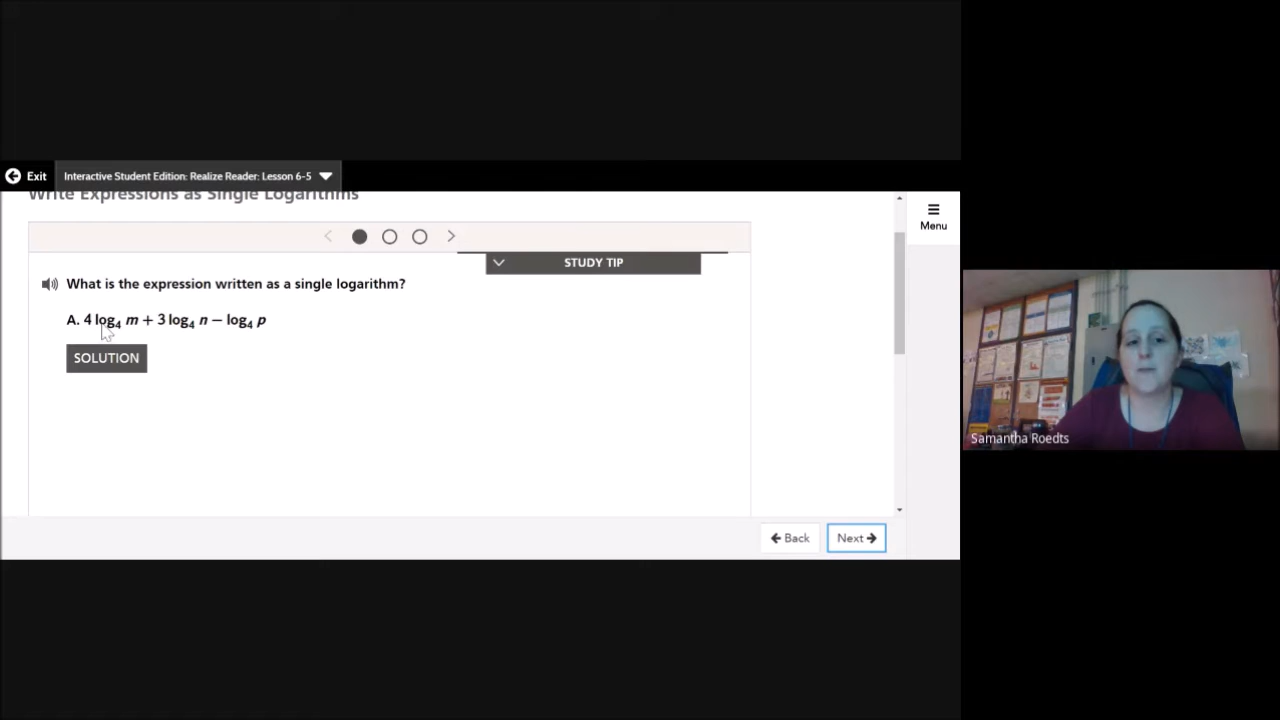 Exit
Interactive Student Edition: Realize Reader: Lesson 6-5
Menu
Write Expressions as Single Logarithms
STUDY TIP
What is the expression written as a single logarithm?
A. 4 log₄ m + 3 log₄ n − log₄ p
SOLUTION
Samantha Roedts
Back
Next